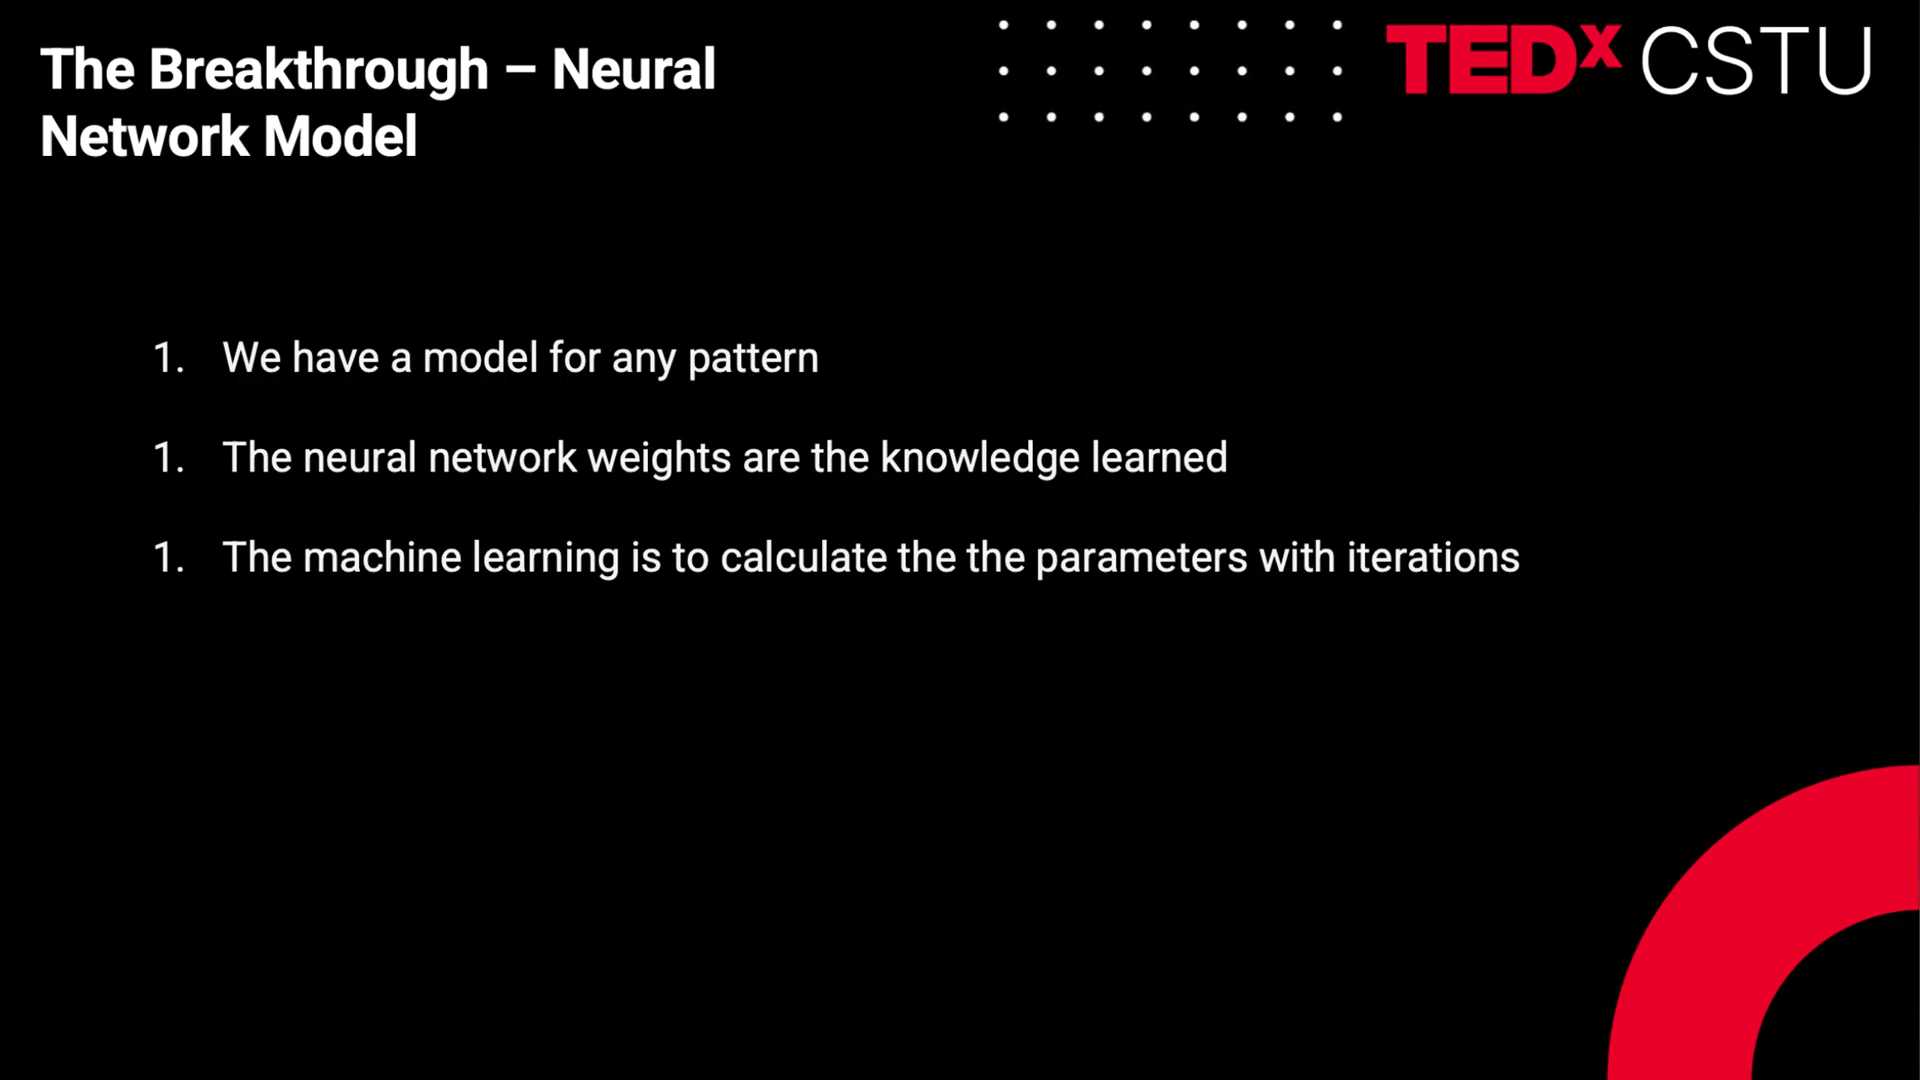 The Breakthrough – Neural
Network Model
TEDx CSTU
1. We have a model for any pattern
1. The neural network weights are the knowledge learned
1. The machine learning is to calculate the the parameters with iterations